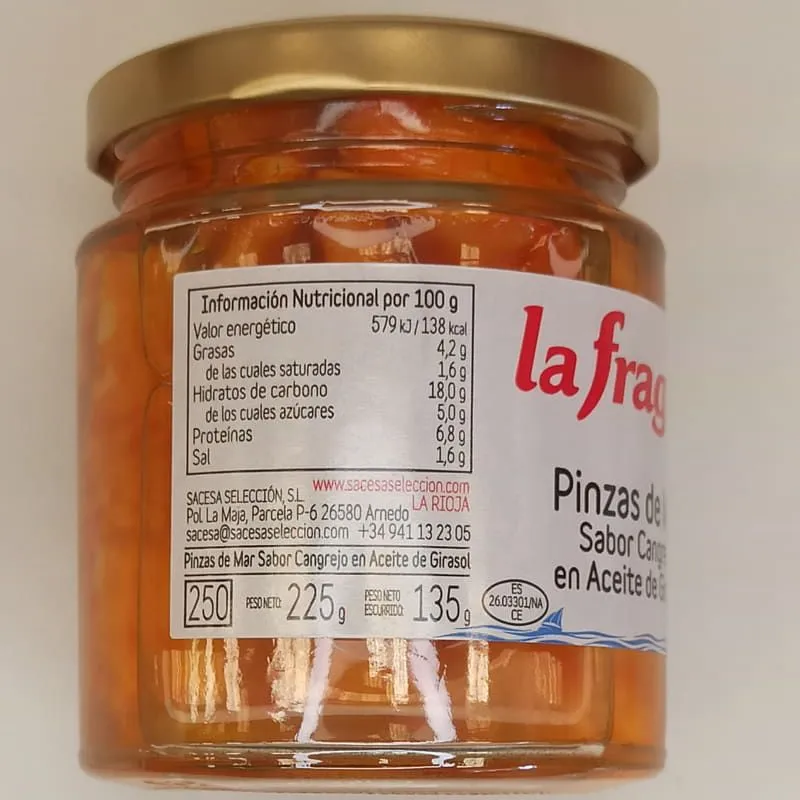 Información Nutricional por 100 g
Valor energético 579 kJ / 138 kcal
Grasas 4,2 g
de las cuales saturadas 1,6 g
Hidratos de carbono 18,0 g
de los cuales azúcares 5,0 g
Proteínas 6,8 g
Sal 1,6 g
www.sacesaseleccion.com
SACESA SELECCIÓN, S.L. LA RIOJA
Pol. La Maja, Parcela P-6 26580 Arnedo
sacesa@sacesaseleccion.com +34 941 13 23 05
Pinzas de Mar Sabor Cangrejo en Aceite de Girasol
250 PESO NETO: 225 g PESO NETO ESCURRIDO: 135 g
ES
26.03301/NA
CE
la frag
Pinzas de
Sabor Cangre
en Aceite de G